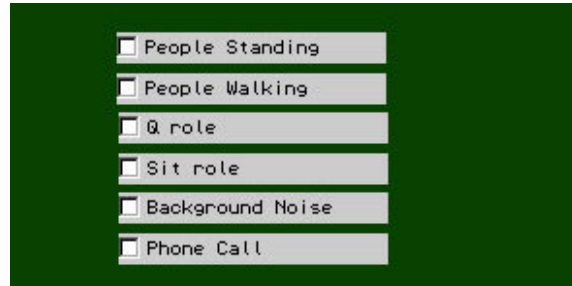 People Standing
People Walking
Q role
Sit role
Background Noise
Phone Call